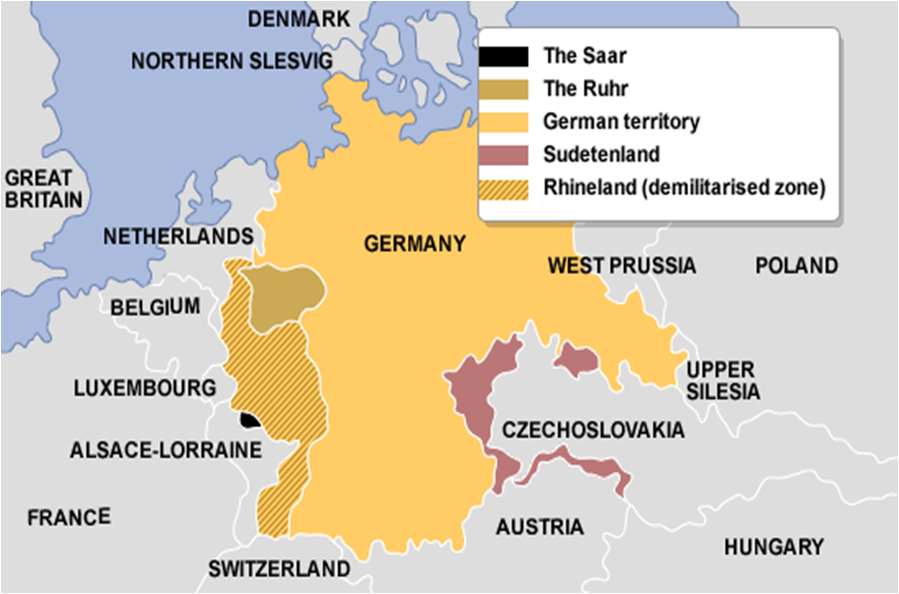 DENMARK
NORTHERN SLESVIG
The Saar
The Ruhr
German territory
Sudetenland
Rhineland (demilitarised zone)
GREAT
BRITAIN
NETHERLANDS
GERMANY
WEST PRUSSIA
POLAND
BELGIUM
LUXEMBOURG
UPPER
SILESIA
CZECHOSLOVAKIA
ALSACE-LORRAINE
FRANCE
AUSTRIA
HUNGARY
SWITZERLAND